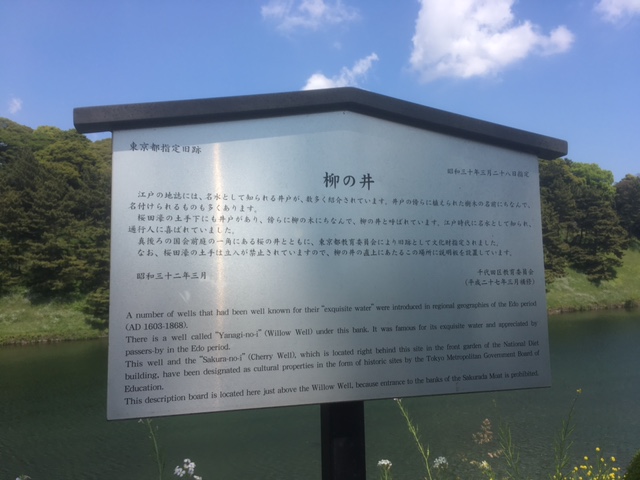 東京都指定旧跡
柳の井
昭和三十年三月二十八日指定
江戸の地誌には、名水として知られる井戸が、数多く紹介されています。井戸の傍らに植えられた樹木の名前にちなんで、
名付けられるものも多くあります。
桜田濠の土手下にも井戸があり、傍らに柳の木にちなんで、柳の井と呼ばれています。江戸時代に名水として知られ、
通行人に喜ばれていました。
真後ろの国会前庭の一角にある桜の井とともに、東京都教育委員会により旧跡として文化財指定されました。
なお、桜田濠の土手は立入が禁止されていますので、柳の井の直上にあたるこの場所に説明板を設置しています。
昭和三十二年三月
千代田区教育委員会
(平成二十七年三月補修)
A number of wells that had been well known for their "exquisite water" were introduced in regional geographies of the Edo period
(AD 1603-1868).
There is a well called "Yanagi-no-i" (Willow Well) under this bank. It was famous for its exquisite water and appreciated by
passers-by in the Edo period.
This well and the "Sakura-no-i" (Cherry Well), which is located right behind this site in the front garden of the National Diet
building, have been designated as cultural properties in the form of historic sites by the Tokyo Metropolitan Government Board of
Education.
This description board is located here just above the Willow Well, because entrance to the banks of the Sakurada Moat is prohibited.